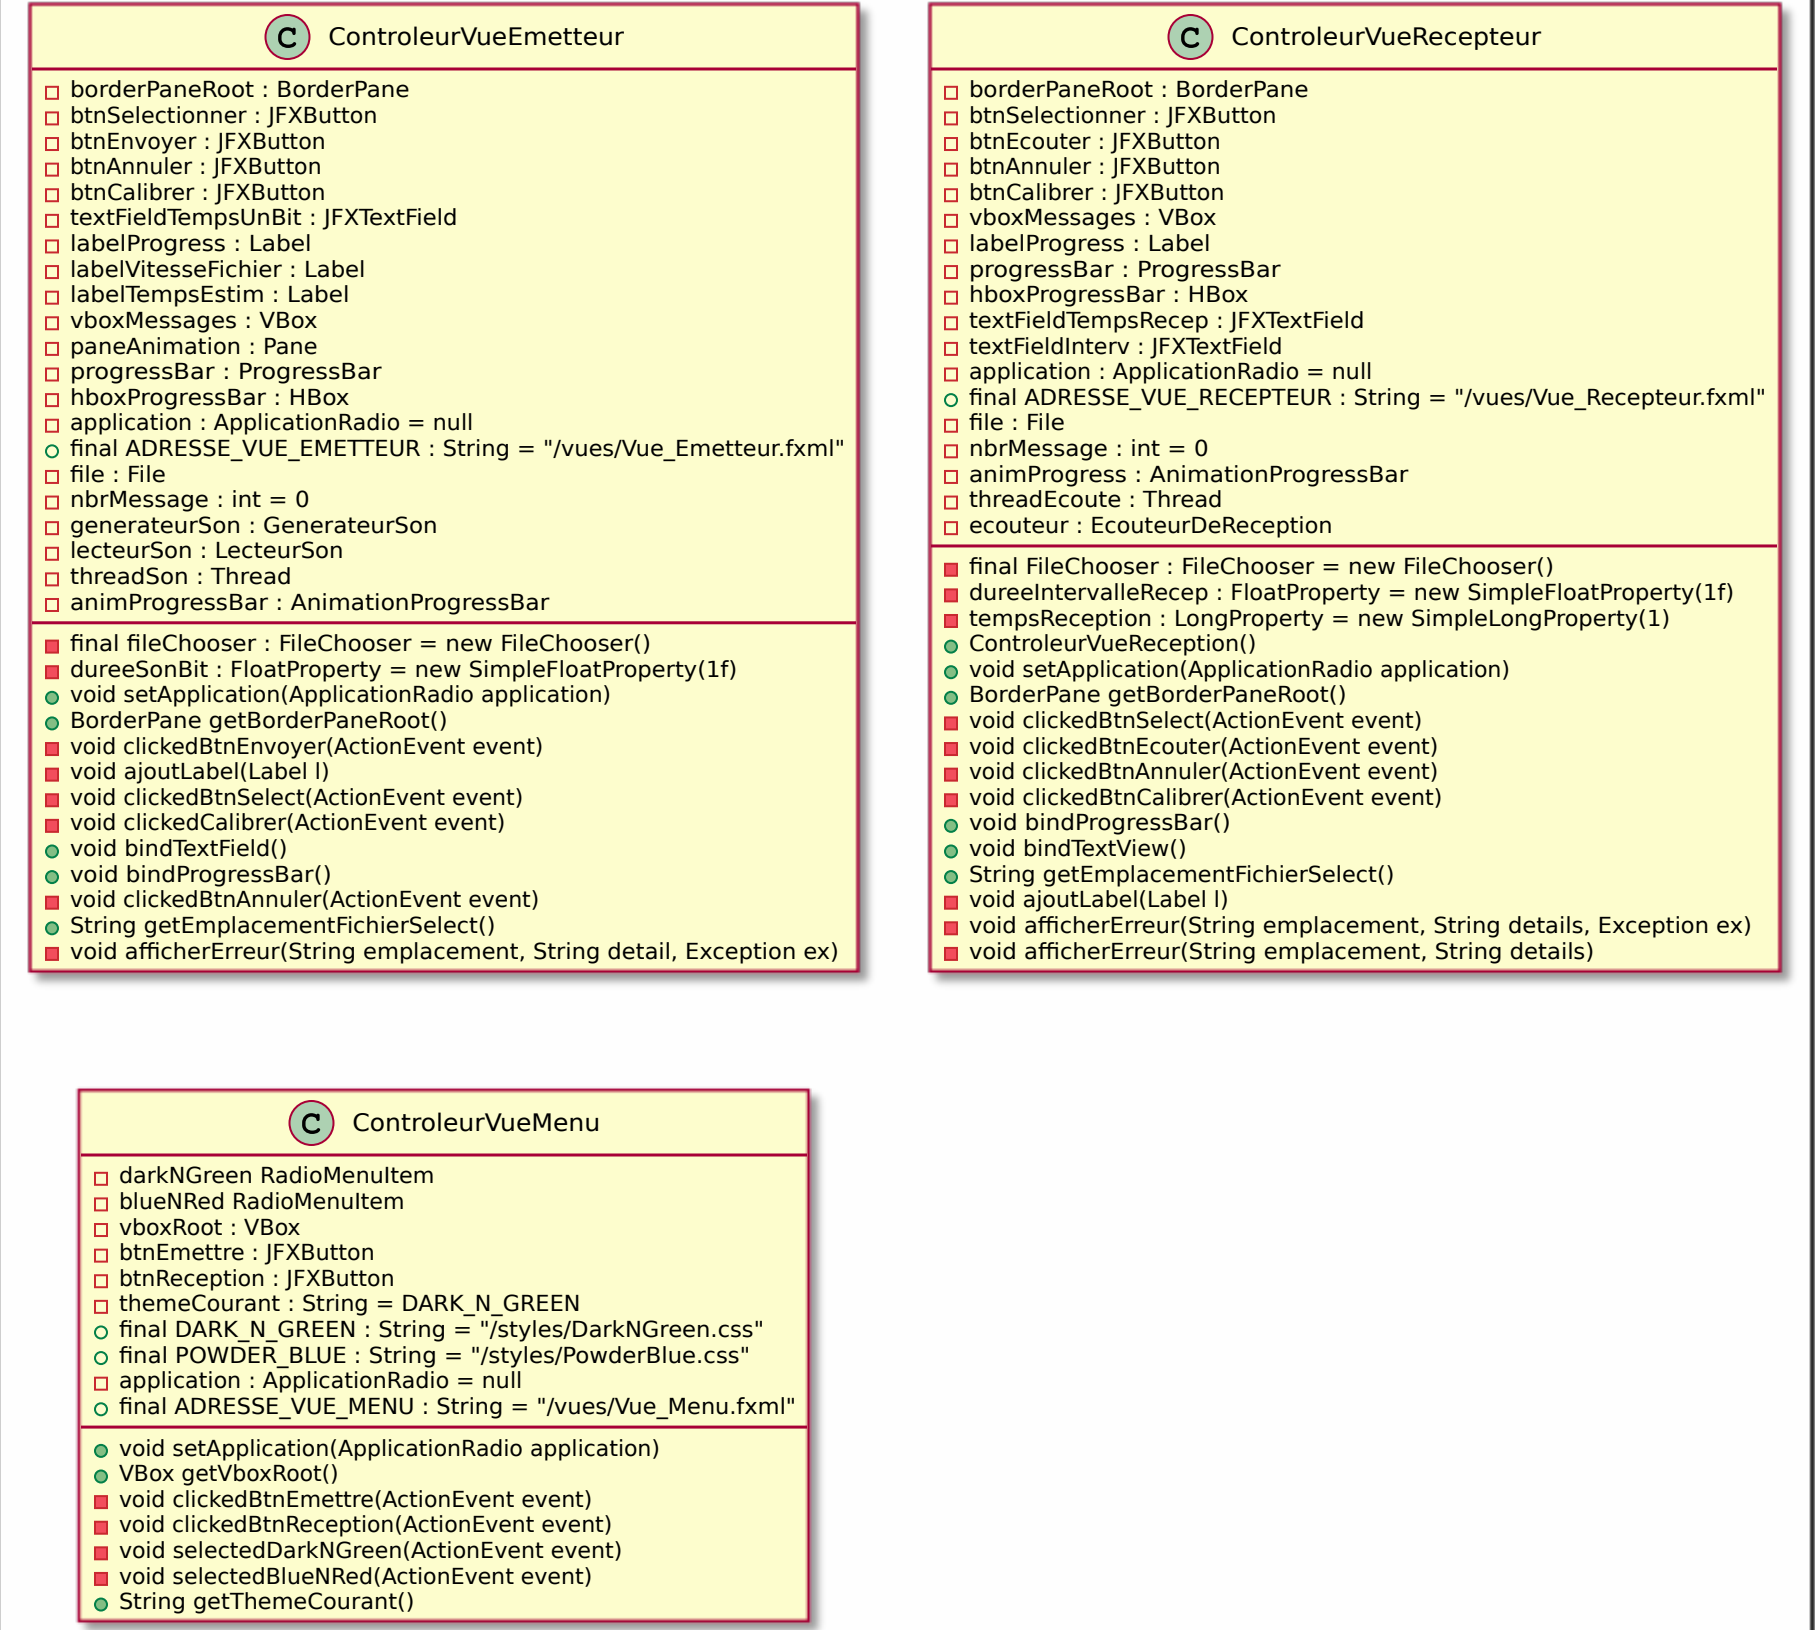 C ControleurVueEmetteur
borderPaneRoot : BorderPane
btnSelectionner : JFXButton
btnEnvoyer : JFXButton
btnAnnuler : JFXButton
btnCalibrer : JFXButton
textFieldTempsUnBit : JFXTextField
labelProgress : Label
labelVitesseFichier : Label
labelTempsEstim : Label
vboxMessages : VBox
paneAnimation : Pane
progressBar : ProgressBar
hboxProgressBar : HBox
application : ApplicationRadio = null
final ADRESSE_VUE_EMETTEUR : String = "/vues/Vue_Emetteur.fxml"
file : File
nbrMessage : int = 0
generateurSon : GenerateurSon
lecteurSon : LecteurSon
threadSon : Thread
animProgressBar : AnimationProgressBar
final fileChooser : FileChooser = new FileChooser()
dureeSonBit : FloatProperty = new SimpleFloatProperty(1f)
void setApplication(ApplicationRadio application)
BorderPane getBorderPaneRoot()
void clickedBtnEnvoyer(ActionEvent event)
void ajoutLabel(Label l)
void clickedBtnSelect(ActionEvent event)
void clickedCalibrer(ActionEvent event)
void bindTextField()
void bindProgressBar()
void clickedBtnAnnuler(ActionEvent event)
String getEmplacementFichierSelect()
void afficherErreur(String emplacement, String detail, Exception ex)
C ControleurVueRecepteur
borderPaneRoot : BorderPane
btnSelectionner : JFXButton
btnEcouter : JFXButton
btnAnnuler : JFXButton
btnCalibrer : JFXButton
vboxMessages : VBox
labelProgress : Label
progressBar : ProgressBar
hboxProgressBar : HBox
textFieldTempsRecep : JFXTextField
textFieldInterv : JFXTextField
application : ApplicationRadio = null
final ADRESSE_VUE_RECEPTEUR : String = "/vues/Vue_Recepteur.fxml"
file : File
nbrMessage : int = 0
animProgress : AnimationProgressBar
threadEcoute : Thread
ecouteur : EcouteurDeReception
final FileChooser : FileChooser = new FileChooser()
dureeIntervalleRecep : FloatProperty = new SimpleFloatProperty(1f)
tempsReception : LongProperty = new SimpleLongProperty(1)
ControleurVueReception()
void setApplication(ApplicationRadio application)
BorderPane getBorderPaneRoot()
void clickedBtnSelect(ActionEvent event)
void clickedBtnEcouter(ActionEvent event)
void clickedBtnAnnuler(ActionEvent event)
void clickedBtnCalibrer(ActionEvent event)
void bindProgressBar()
void bindTextView()
String getEmplacementFichierSelect()
void ajoutLabel(Label l)
void afficherErreur(String emplacement, String details, Exception ex)
void afficherErreur(String emplacement, String details)
C ControleurVueMenu
darkNGreen RadioMenuItem
blueNRed RadioMenuItem
vboxRoot : VBox
btnEmettre : JFXButton
btnReception : JFXButton
themeCourant : String = DARK_N_GREEN
final DARK_N_GREEN : String = "/styles/DarkNGreen.css"
final POWDER_BLUE : String = "/styles/PowderBlue.css"
application : ApplicationRadio = null
final ADRESSE_VUE_MENU : String = "/vues/Vue_Menu.fxml"
void setApplication(ApplicationRadio application)
VBox getVboxRoot()
void clickedBtnEmettre(ActionEvent event)
void clickedBtnReception(ActionEvent event)
void selectedDarkNGreen(ActionEvent event)
void selectedBlueNRed(ActionEvent event)
String getThemeCourant()